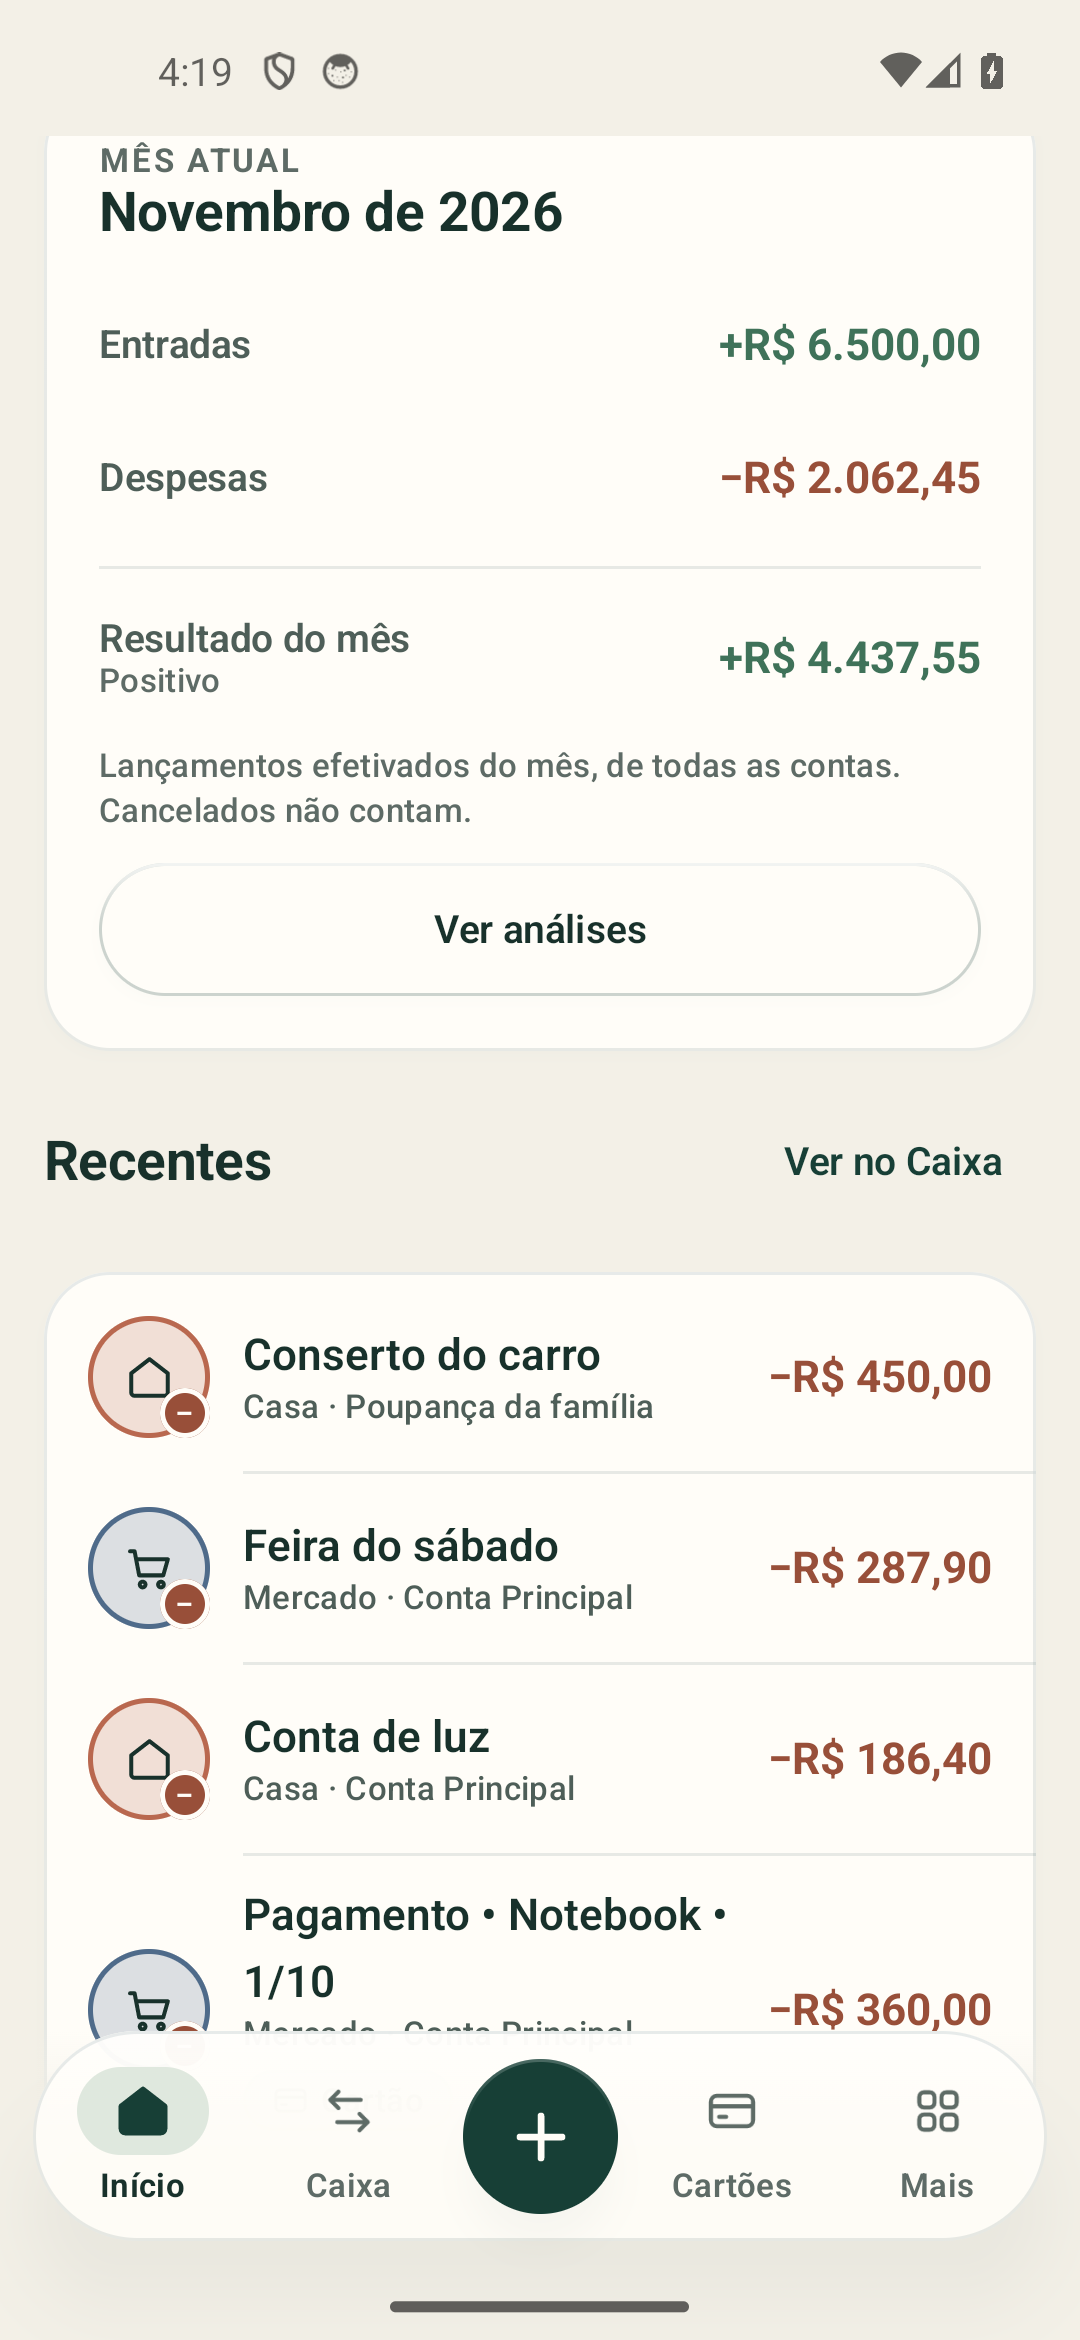 4:19
MÊS ATUAL
Novembro de 2026
Entradas
+R$ 6.500,00
Despesas
−R$ 2.062,45
Resultado do mês
Positivo
+R$ 4.437,55
Lançamentos efetivados do mês, de todas as contas.
Cancelados não contam.
Ver análises
Recentes
Ver no Caixa
Conserto do carro
Casa · Poupança da família
−R$ 450,00
Feira do sábado
Mercado · Conta Principal
−R$ 287,90
Conta de luz
Casa · Conta Principal
−R$ 186,40
Pagamento • Notebook •
1/10
Mercado · Conta Principal
−R$ 360,00
Início
Caixa
Cartões
Mais